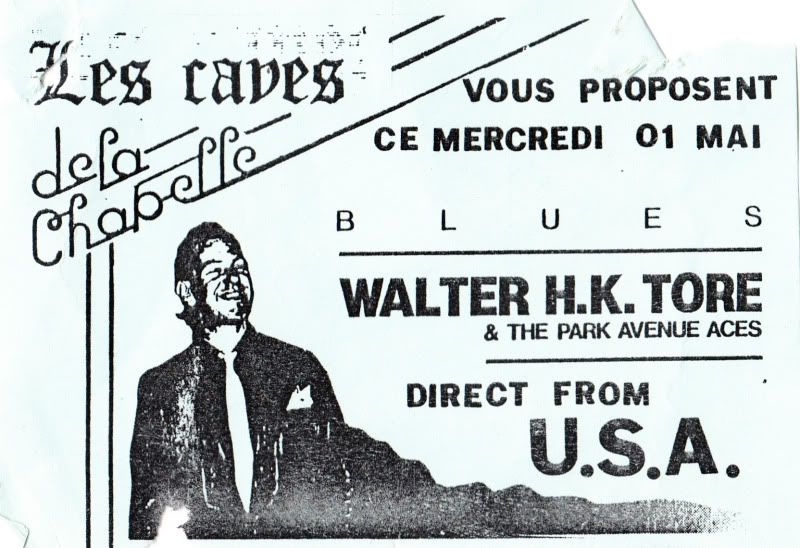 Les caves
de la
Chapelle
VOUS PROPOSENT
CE MERCREDI 01 MAI
BLUES
WALTER H.K. TORE
& THE PARK AVENUE ACES
DIRECT FROM
U.S.A.